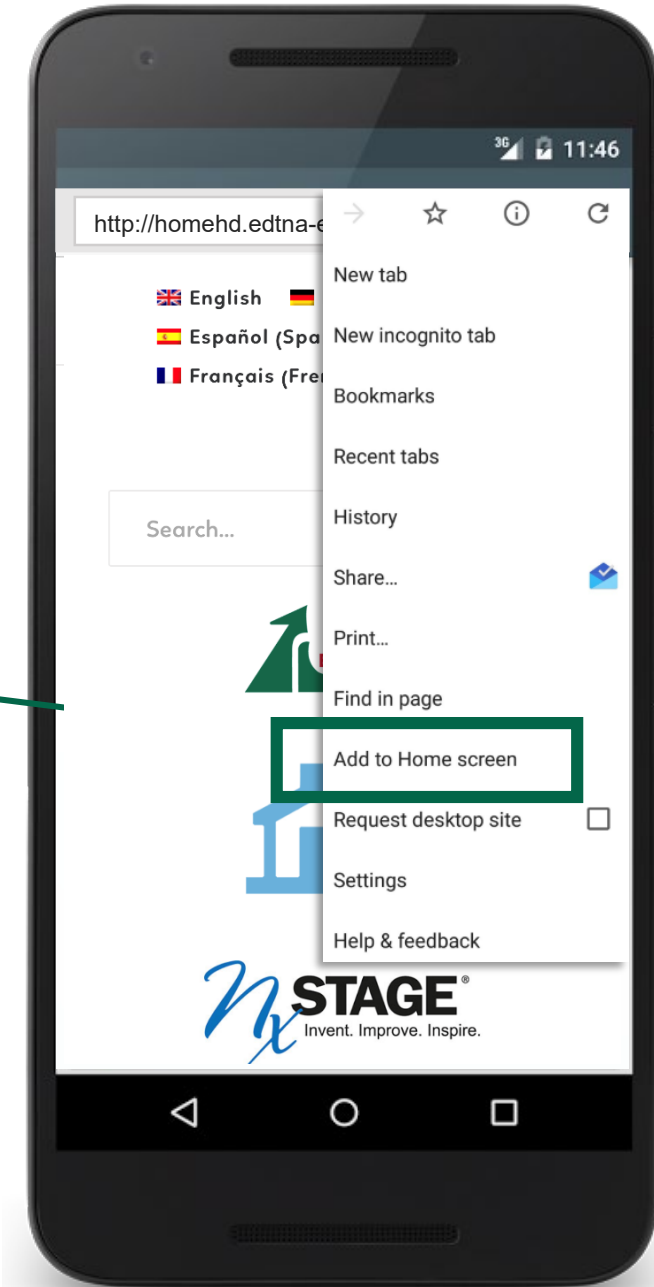 3G 11:46
http://homehd.edtna-e
English
Español (Spa
Français (Fre
Search...
New tab
New incognito tab
Bookmarks
Recent tabs
History
Share...
Print...
Find in page
Add to Home screen
Request desktop site
Settings
Help & feedback
NxSTAGE®
Invent. Improve. Inspire.